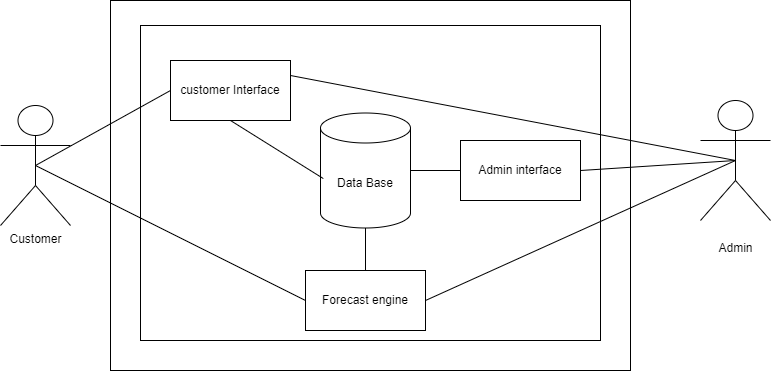 customer Interface
Data Base
Admin interface
Customer
Admin
Forecast engine